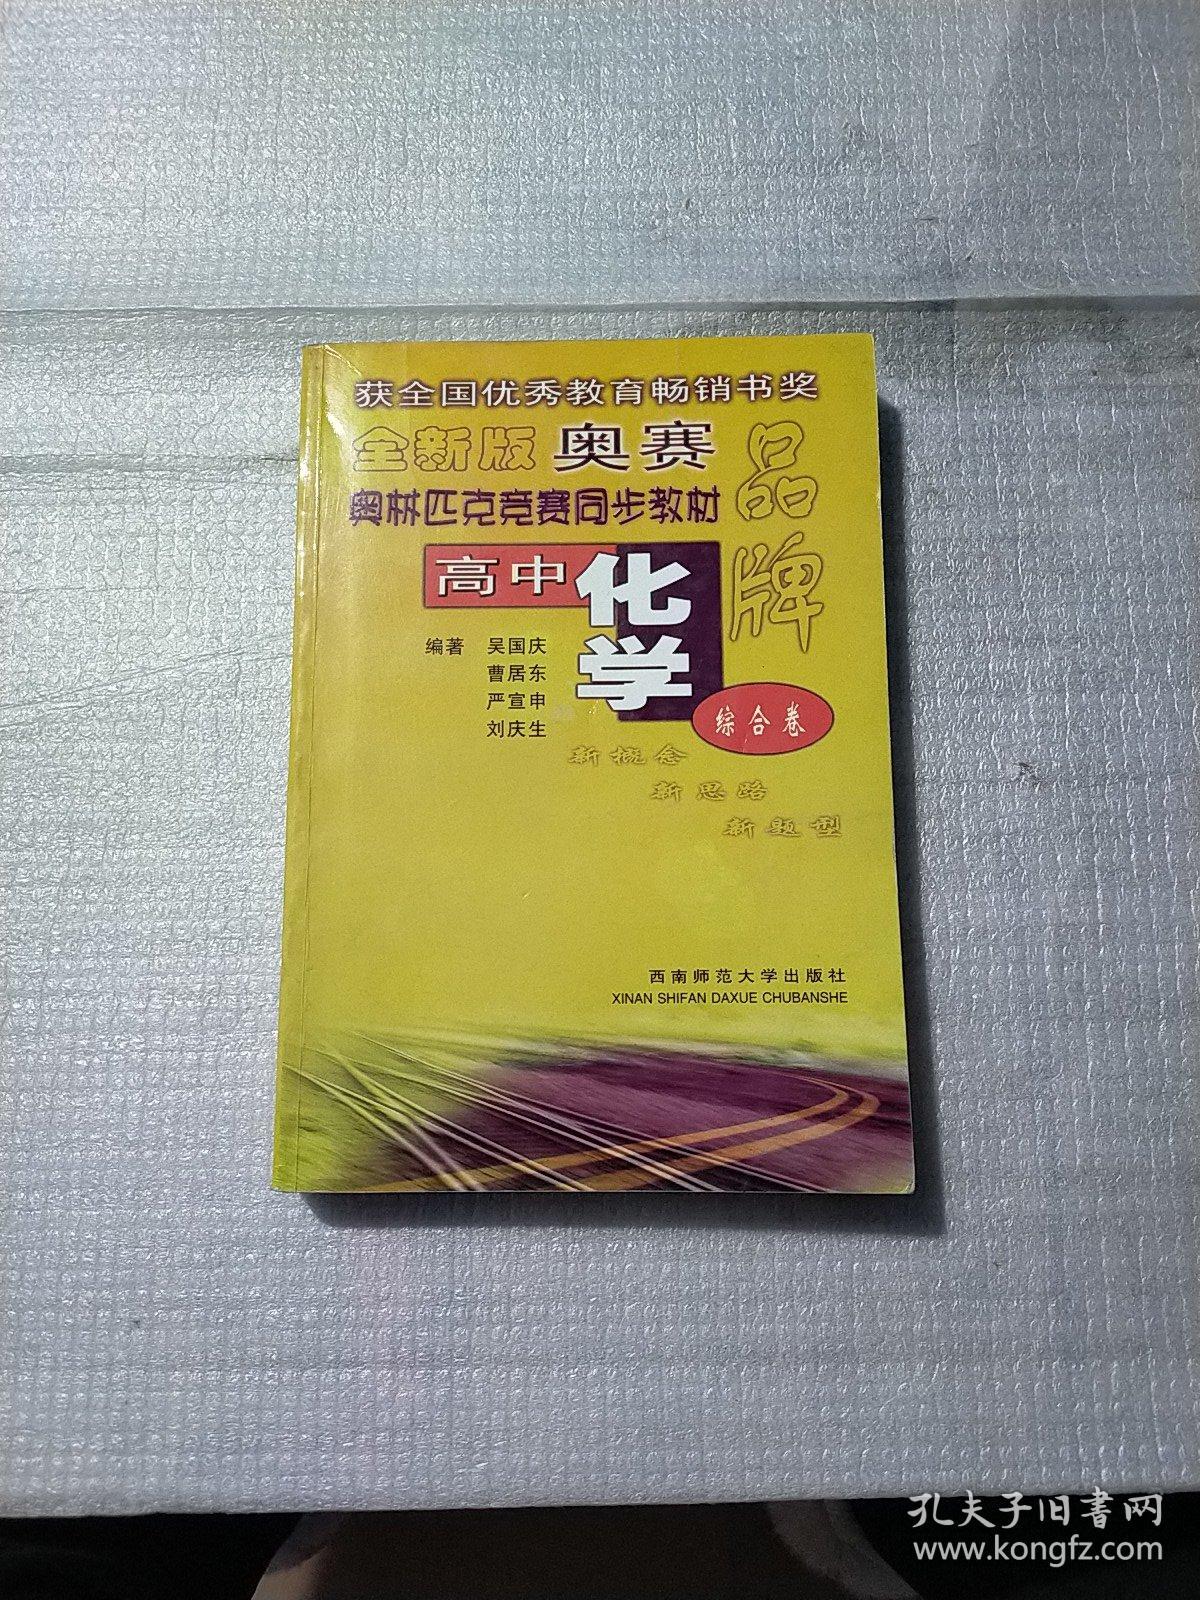 获全国优秀教育畅销书奖
全新版 奥赛
品牌
奥林匹克竞赛同步教材
高中
化学
编著 吴国庆
曹居东
严宣申
刘庆生
综合卷
新概念
新思路
新题型
西南师范大学出版社
XINAN SHIFAN DAXUE CHUBANSHE
孔夫子旧书网
www.kongfz.com